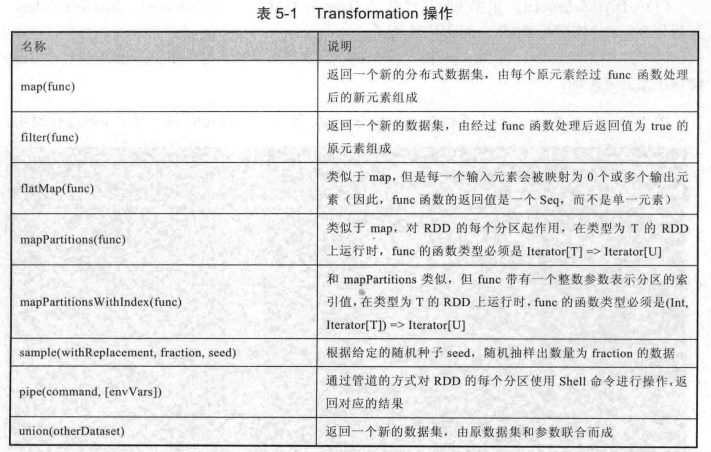 表 5-1 Transformation 操作
名称
说明
map(func)
返回一个新的分布式数据集，由每个原元素经过 func 函数处理
后的新元素组成
filter(func)
返回一个新的数据集，由经过 func 函数处理后返回值为 true 的
原元素组成
flatMap(func)
类似于 map，但是每一个输入元素会被映射为 0 个或多个输出元
素（因此，func 函数的返回值是一个 Seq，而不是单一元素）
mapPartitions(func)
类似于 map，对 RDD 的每个分区起作用，在类型为 T 的 RDD
上运行时，func 的函数类型必须是 Iterator[T] => Iterator[U]
mapPartitionsWithIndex(func)
和 mapPartitions 类似，但 func 带有一个整数参数表示分区的索
引值，在类型为 T 的 RDD 上运行时，func 的函数类型必须是(Int,
Iterator[T]) => Iterator[U]
sample(withReplacement, fraction, seed)
根据给定的随机种子 seed，随机抽样出数量为 fraction 的数据
pipe(command, [envVars])
通过管道的方式对 RDD 的每个分区使用 Shell 命令进行操作，返
回对应的结果
union(otherDataset)
返回一个新的数据集，由原数据集和参数联合而成